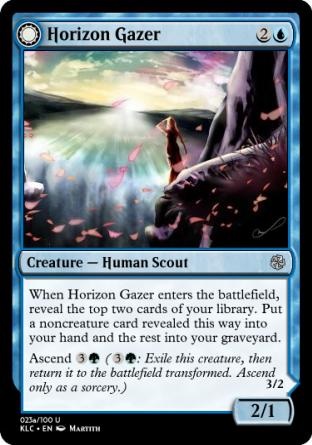 Horizon Gazer 2
Creature — Human Scout
When Horizon Gazer enters the battlefield,
reveal the top two cards of your library. Put
a noncreature card revealed this way into
your hand and the rest into your graveyard.
Ascend 3 (3: Exile this creature, then
return it to the battlefield transformed. Ascend
only as a sorcery.)
3/2
2/1
023a/100 U
KLC • EN Martith